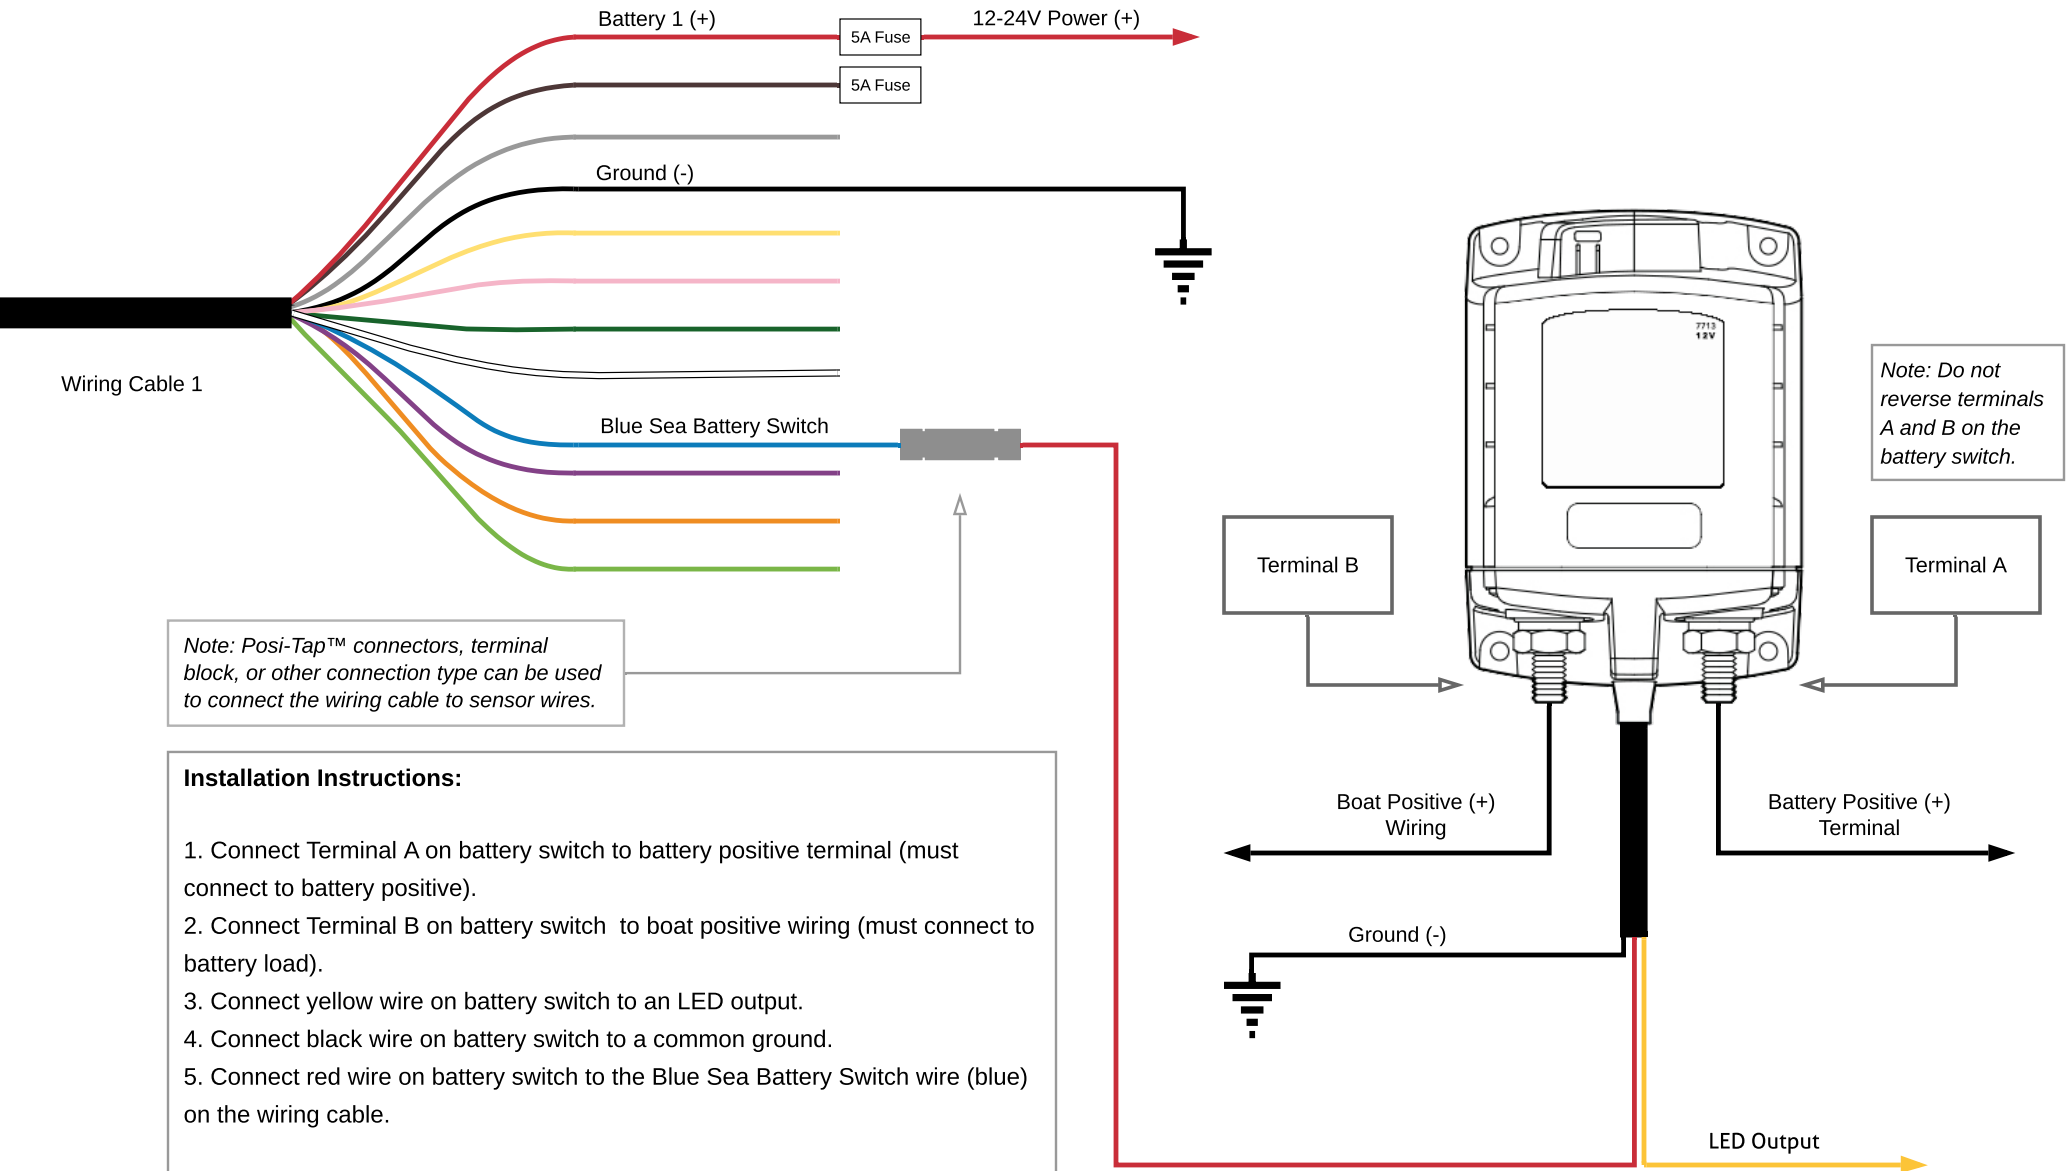 Battery 1 (+)
5A Fuse
12-24V Power (+)
5A Fuse
Ground (-)
Wiring Cable 1
Blue Sea Battery Switch
Note: Posi-Tap™ connectors, terminal
block, or other connection type can be used
to connect the wiring cable to sensor wires.
Installation Instructions:
1. Connect Terminal A on battery switch to battery positive terminal (must
connect to battery positive).
2. Connect Terminal B on battery switch  to boat positive wiring (must connect to
battery load).
3. Connect yellow wire on battery switch to an LED output.
4. Connect black wire on battery switch to a common ground.
5. Connect red wire on battery switch to the Blue Sea Battery Switch wire (blue)
on the wiring cable.
7713
12V
Note: Do not
reverse terminals
A and B on the
battery switch.
Terminal B
Terminal A
Boat Positive (+)
Wiring
Battery Positive (+)
Terminal
Ground (-)
LED Output